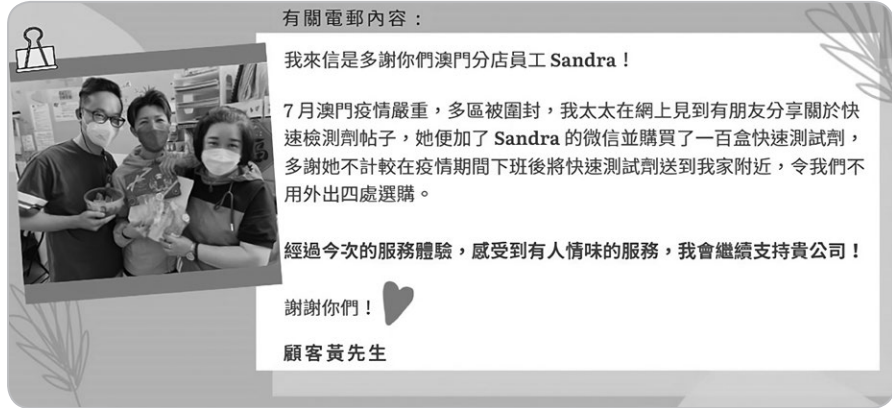 有關電郵內容：
我來信是多謝你們澳門分店員工 Sandra！
7 月澳門疫情嚴重，多區被圍封，我太太在網上見到有朋友分享關於快
速檢測劑帖子，她便加了 Sandra 的微信並購買了一百盒快速測試劑，
多謝她不計較在疫情期間下班後將快速測試劑送到我家附近，令我們不
用外出四處選購。
經過今次的服務體驗，感受到有人情味的服務，我會繼續支持貴公司！
謝謝你們！
顧客黃先生